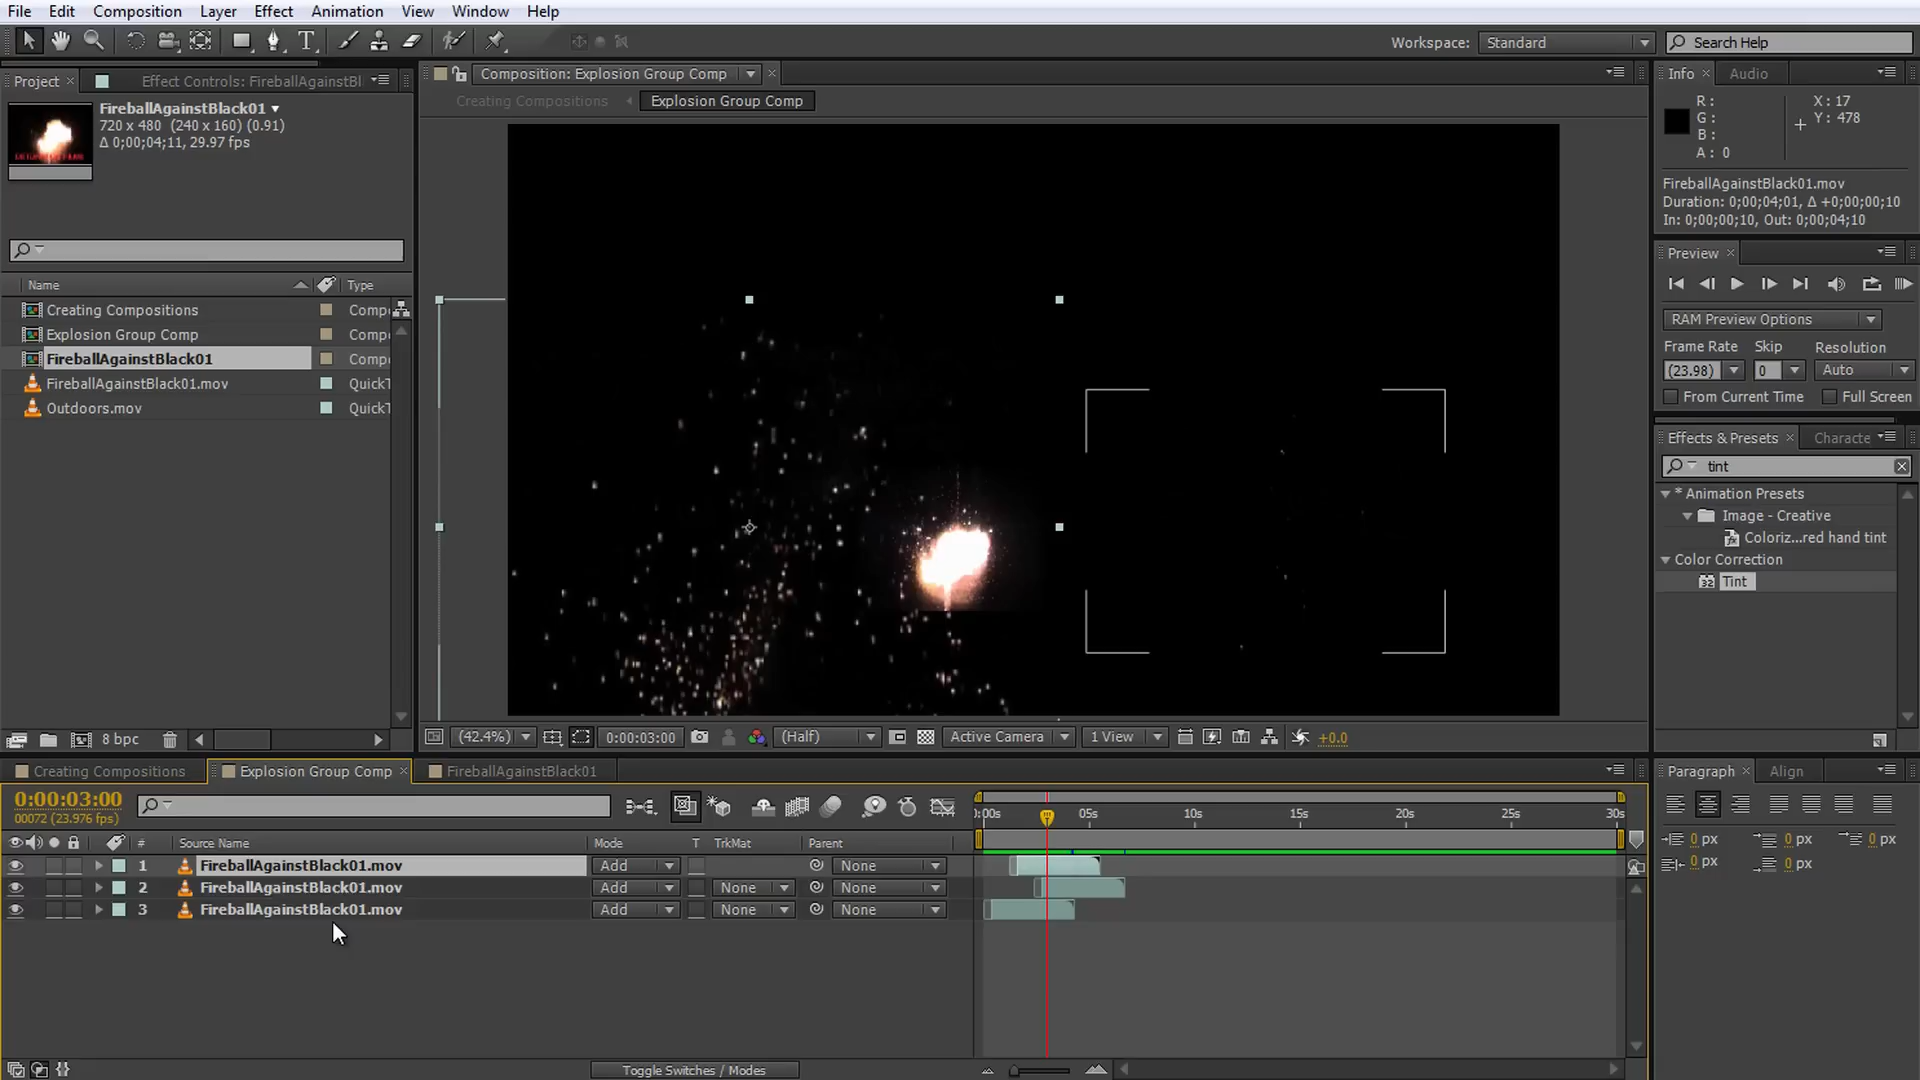 File Edit Composition Layer Effect Animation View Window Help
Workspace: Standard Search Help
Project Effect Controls: FireballAgainstBl
FireballAgainstBlack01
720 x 480 (240 x 160) (0.91)
Δ 0;00;04;11, 29.97 fps
Name Type
Creating Compositions Comp
Explosion Group Comp Comp
FireballAgainstBlack01 Comp
FireballAgainstBlack01.mov QuickT
Outdoors.mov QuickT
8 bpc
Composition: Explosion Group Comp
Creating Compositions Explosion Group Comp
(42.4%) 0:00:03:00 (Half) Active Camera 1 View +0.0
Info Audio
R: X: 17
G: Y: 478
B:
A: 0
FireballAgainstBlack01.mov
Duration: 0;00;04;01, Δ +0;00;00;10
In: 0;00;00;10, Out: 0;00;04;10
Preview
RAM Preview Options
Frame Rate Skip Resolution
(23.98) 0 Auto
From Current Time Full Screen
Effects & Presets Characte
tint
* Animation Presets
Image - Creative
Coloriz...red hand tint
Color Correction
32 Tint
Creating Compositions Explosion Group Comp FireballAgainstBlack01
0:00:03:00
00072 (23.976 fps)
0:00s 05s 10s 15s 20s 25s 30s
# Source Name Mode T TrkMat Parent
1 FireballAgainstBlack01.mov Add None
2 FireballAgainstBlack01.mov Add None None
3 FireballAgainstBlack01.mov Add None None
Toggle Switches / Modes
Paragraph Align
0 px 0 px 0 px
0 px 0 px